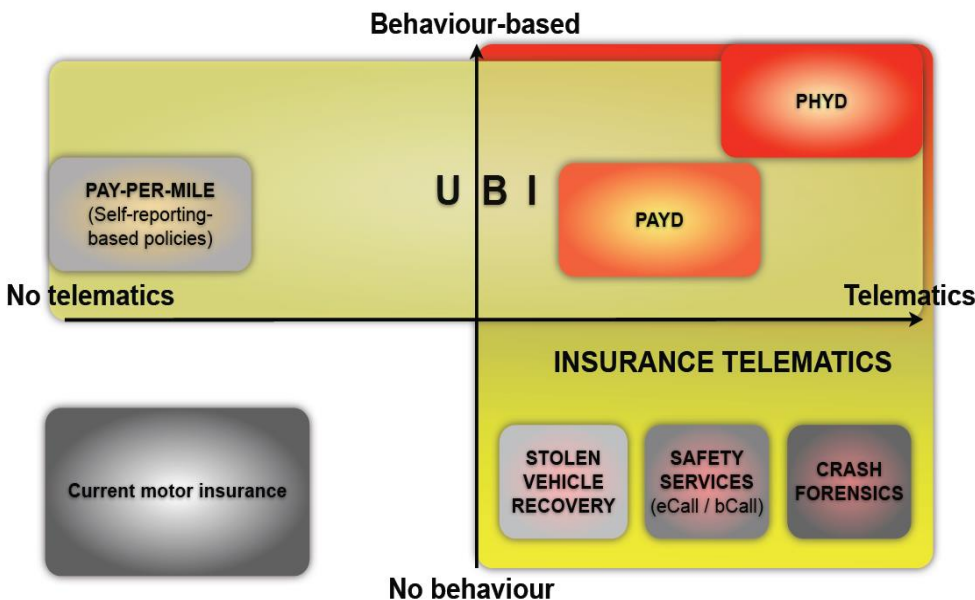 Behaviour-based
PHYD
PAY-PER-MILE
(Self-reporting-
based policies)
U B I
PAYD
No telematics
Telematics
INSURANCE TELEMATICS
STOLEN
VEHICLE
RECOVERY
SAFETY
SERVICES
(eCall / bCall)
CRASH
FORENSICS
Current motor insurance
No behaviour